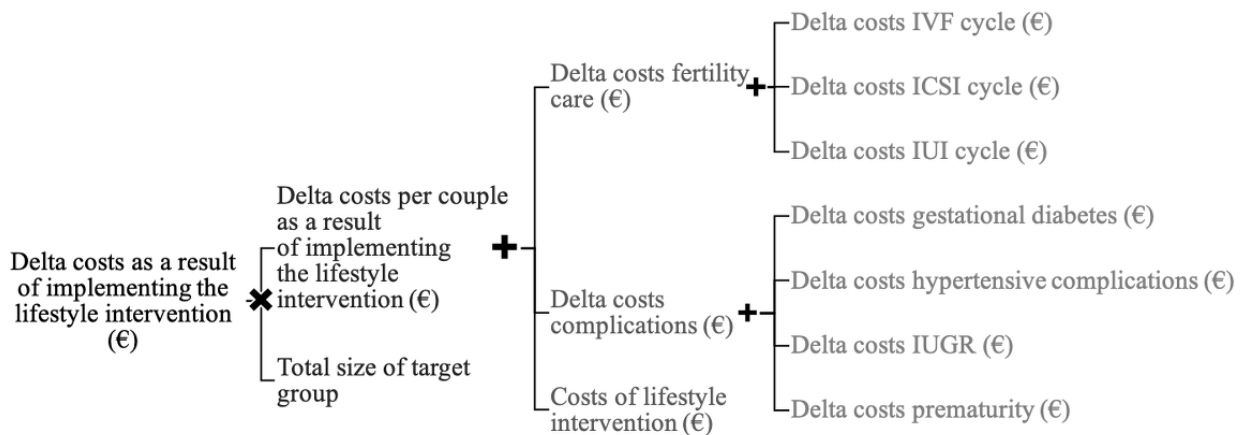 Delta costs as a result
of implementing the
lifestyle intervention
(€)
Delta costs per couple
as a result
of implementing
the lifestyle
intervention (€)
Total size of target
group
Delta costs fertility
care (€)
Delta costs
complications (€)
Costs of lifestyle
intervention (€)
Delta costs IVF cycle (€)
Delta costs ICSI cycle (€)
Delta costs IUI cycle (€)
Delta costs gestational diabetes (€)
Delta costs hypertensive complications (€)
Delta costs IUGR (€)
Delta costs prematurity (€)